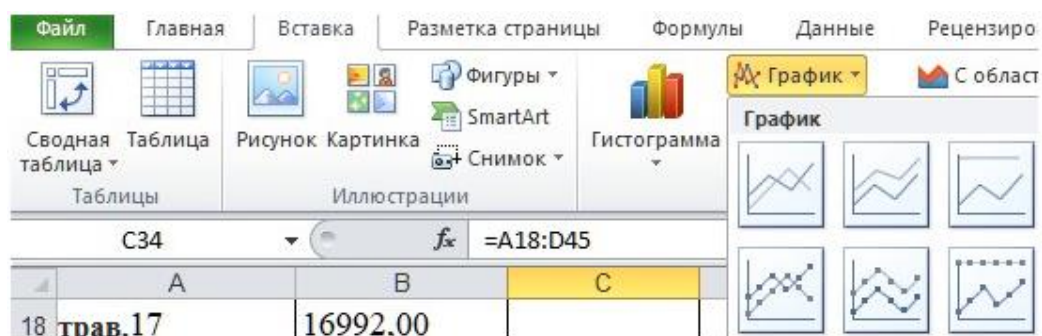 Файл Главная Вставка Разметка страницы Формулы Данные Рецензиро
Сводная таблица
Таблица
Рисунок
Картинка
Фигуры
SmartArt
Снимок
Гистограмма
График
С област
График
Таблицы
Иллюстрации
C34 fx =A18:D45
A B C
18 трав.17 16992,00